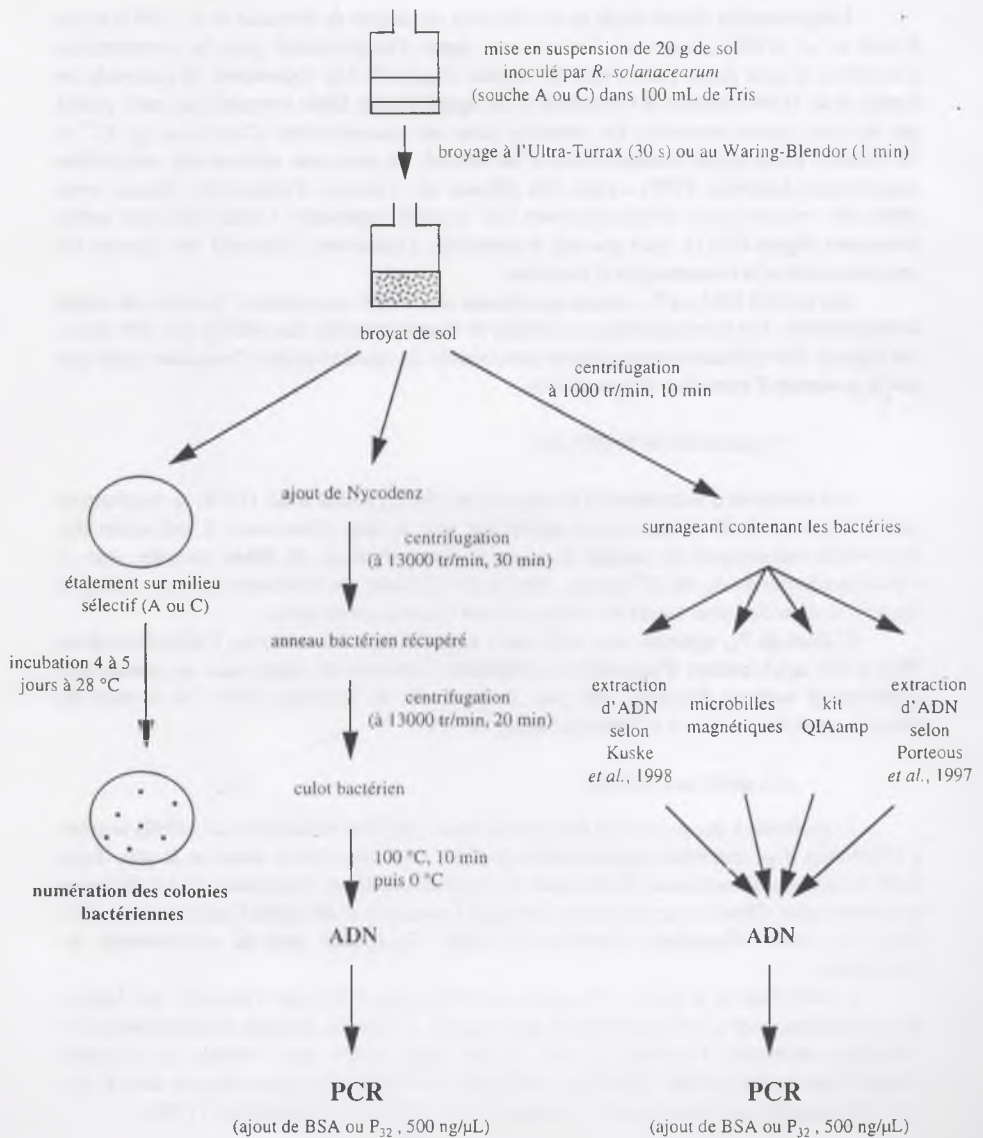 mise en suspension de 20 g de sol
inoculé par R. solanacearum
(souche A ou C) dans 100 mL de Tris
broyage à l'Ultra-Turrax (30 s) ou au Waring-Blendor (1 min)
broyat de sol
centrifugation
à 1000 tr/min, 10 min
étalement sur milieu
sélectif (A ou C)
incubation 4 à 5
jours à 28 °C
numération des colonies
bactériennes
ajout de Nycodenz
centrifugation
(à 13000 tr/min, 30 min)
anneau bactérien récupéré
centrifugation
(à 13000 tr/min, 20 min)
culot bactérien
100 °C, 10 min
puis 0 °C
ADN
PCR
(ajout de BSA ou P32 , 500 ng/µL)
surnageant contenant les bactéries
extraction
d'ADN
selon
Kuske
et al., 1998
microbilles
magnétiques
kit
QIAamp
extraction
d'ADN
selon
Porteous
et al., 1997
ADN
PCR
(ajout de BSA ou P32 , 500 ng/µL)